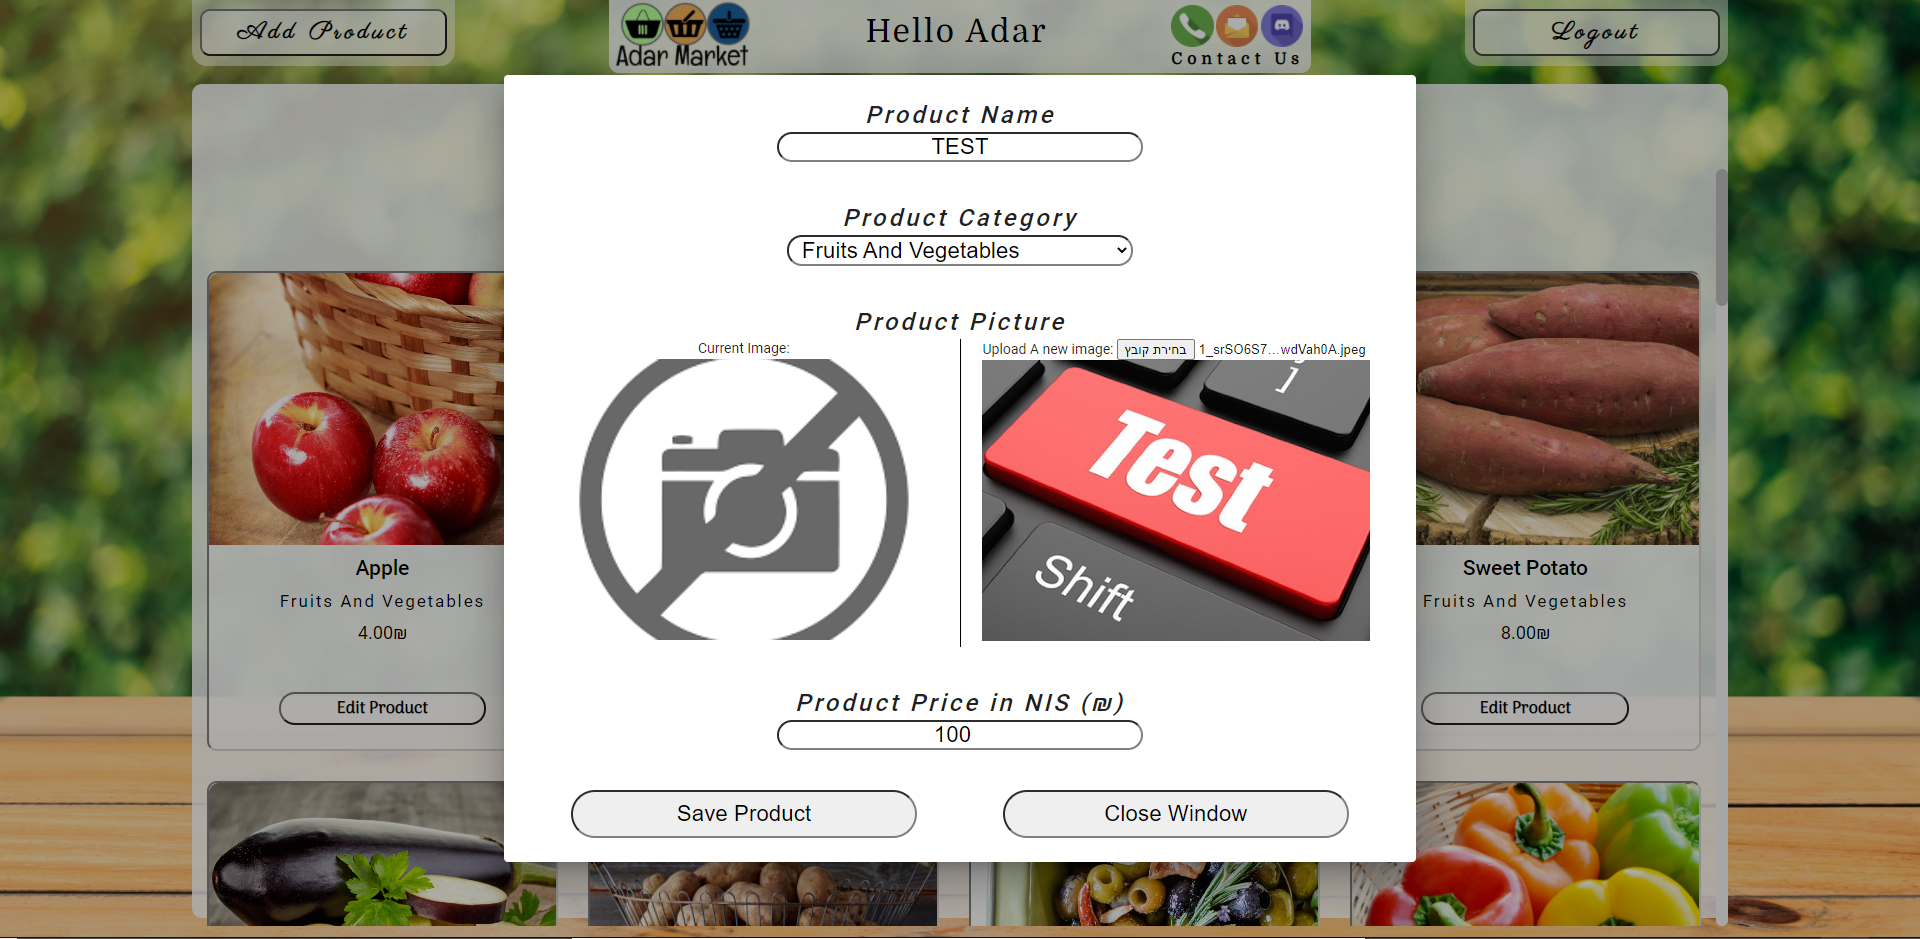 Add Product
Adar Market
Hello Adar
Contact Us
Logout
Product Name
TEST
Product Category
Fruits And Vegetables
Product Picture
Current Image:
Upload A new image: בחירת קובץ 1_srSO6S7...wdVah0A.jpeg
]
Test
Shift
Product Price in NIS (₪)
100
Save Product
Close Window
Apple
Fruits And Vegetables
4.00₪
Edit Product
Sweet Potato
Fruits And Vegetables
8.00₪
Edit Product